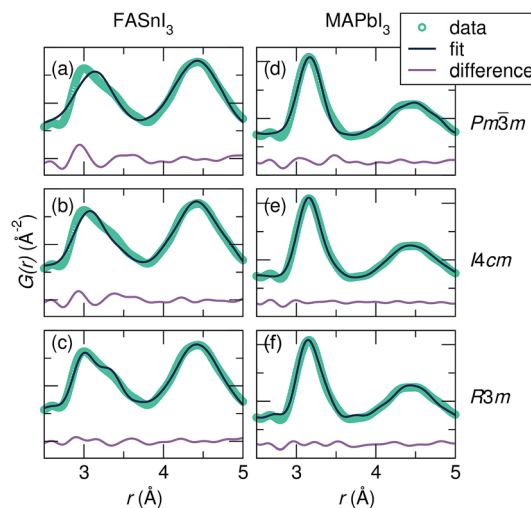 FASnI₃
MAPbI₃
data
fit
difference
(a)
(d)
Pm3̅m
(b)
(e)
I4cm
G(r) (Å⁻²)
(c)
(f)
R3m
3 4 5
3 4 5
r (Å)
r (Å)